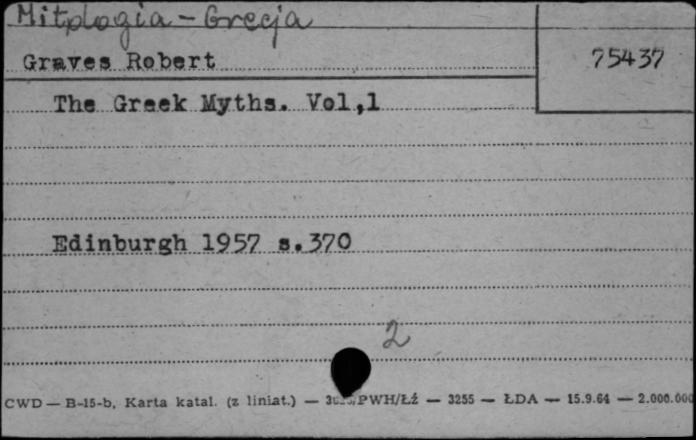 Mitologia - Grecja
75437
Graves Robert
The Greek Myths. Vol,1
Edinburgh 1957 s.370
2
CWD — B-15-b, Karta katal. (z liniat.) — PWH/Łź — 3255 — ŁDA — 15.9.64 — 2.000.000